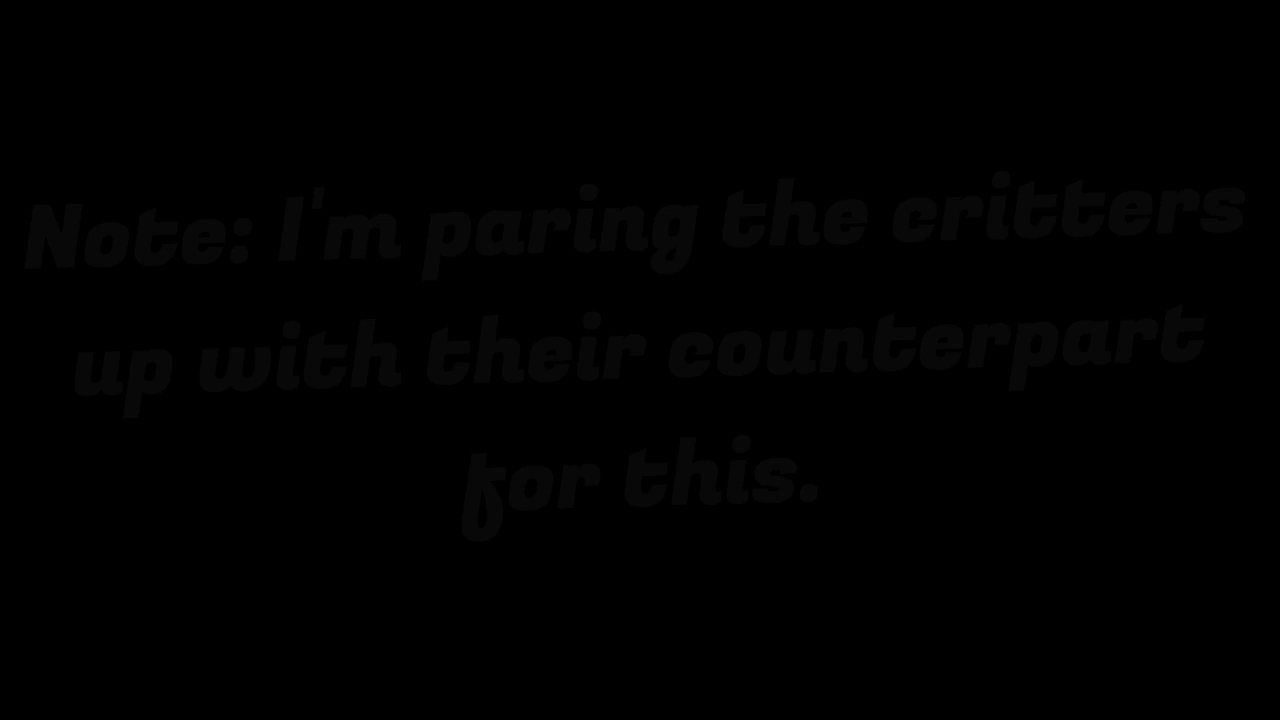 Note: I'm paring the critters
up with their counterpart
for this.